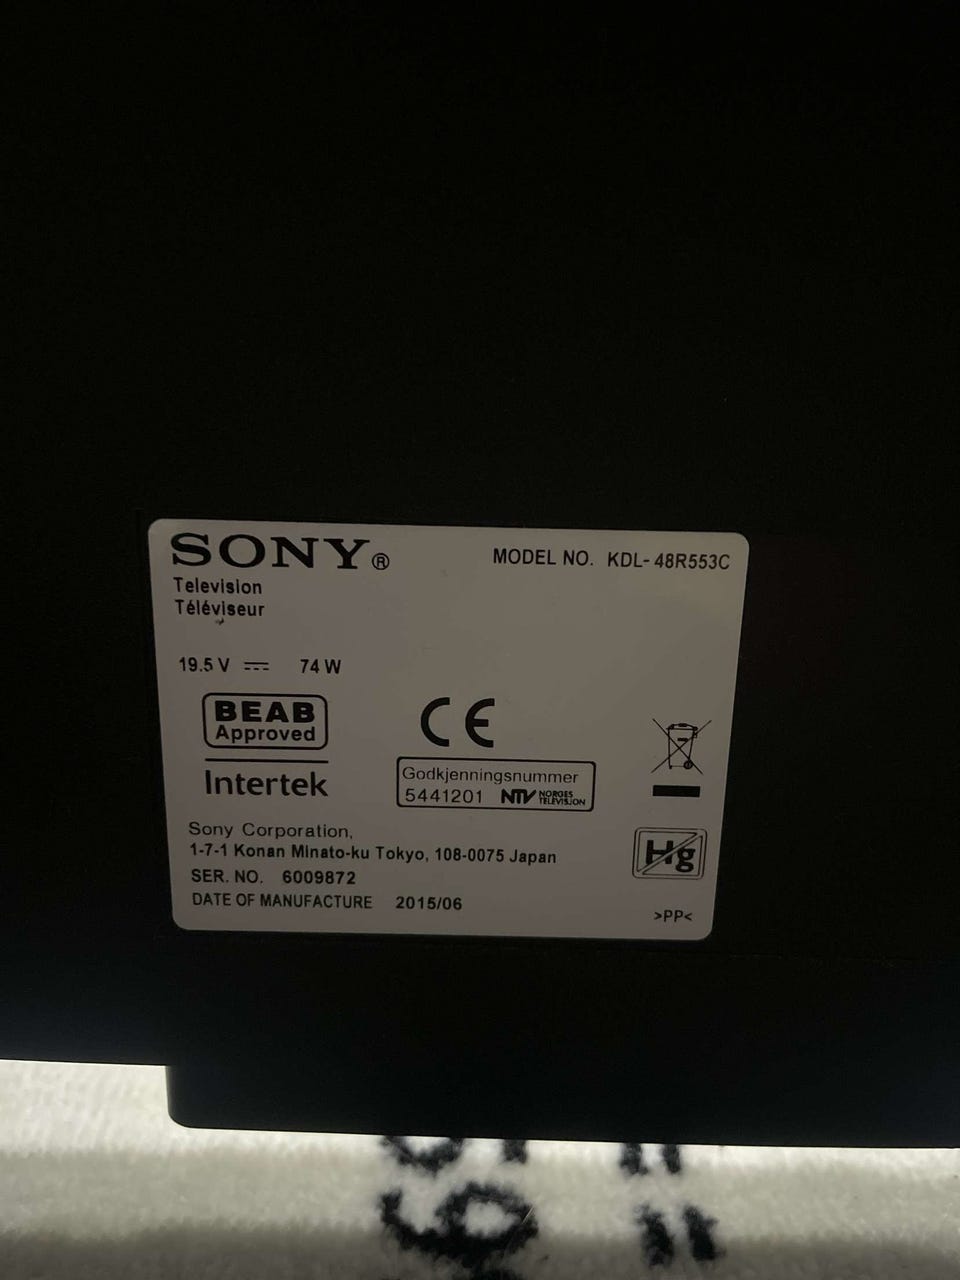 SONY®
MODEL NO. KDL-48R553C
Television
Téléviseur
19.5 V ⎓ 74 W
BEAB
Approved
Intertek
CE
Godkjenningsnummer
5441201 NTV NORGES TELEVISJON
Hg
Sony Corporation,
1-7-1 Konan Minato-ku Tokyo, 108-0075 Japan
SER. NO. 6009872
DATE OF MANUFACTURE 2015/06
>PP<